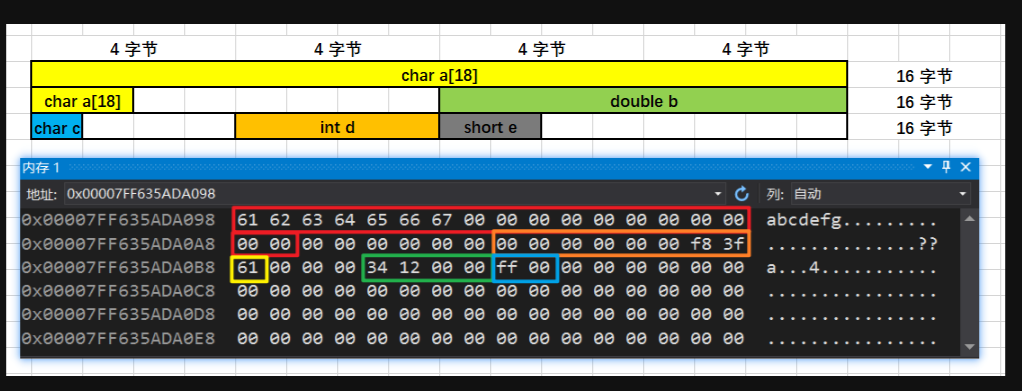 4 字节 4 字节 4 字节 4 字节
char a[18] 16 字节
char a[18] double b 16 字节
char c int d short e 16 字节
内存 1
地址: 0x00007FF635ADA098 列: 自动
0x00007FF635ADA098 61 62 63 64 65 66 67 00 00 00 00 00 00 00 00 00 abcdefg.........
0x00007FF635ADA0A8 00 00 00 00 00 00 00 00 00 00 00 00 00 00 f8 3f ..............??
0x00007FF635ADA0B8 61 00 00 00 34 12 00 00 ff 00 00 00 00 00 00 00 a...4...........
0x00007FF635ADA0C8 00 00 00 00 00 00 00 00 00 00 00 00 00 00 00 00 ................
0x00007FF635ADA0D8 00 00 00 00 00 00 00 00 00 00 00 00 00 00 00 00 ................
0x00007FF635ADA0E8 00 00 00 00 00 00 00 00 00 00 00 00 00 00 00 00 ................